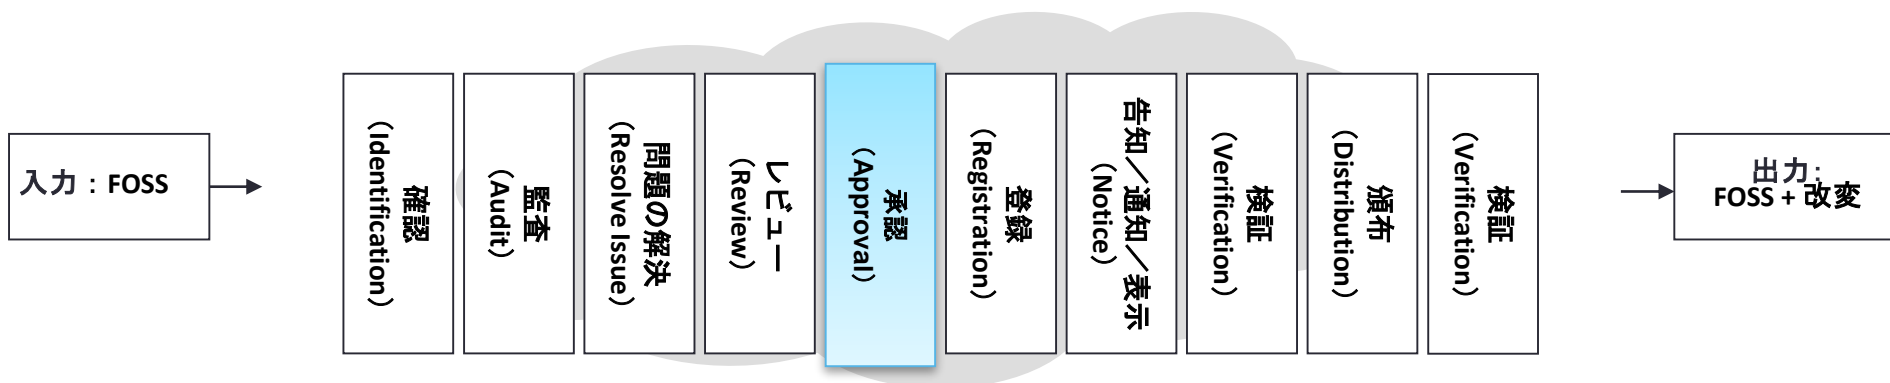 入力 : FOSS
確認
（Identification）
監査
（Audit）
問題の解決
（Resolve Issue）
レビュー
（Review）
承認
（Approval）
登録
（Registration）
告知／通知／表示
（Notice）
検証
（Verification）
頒布
（Distribution）
検証
（Verification）
出力:
FOSS + 改変